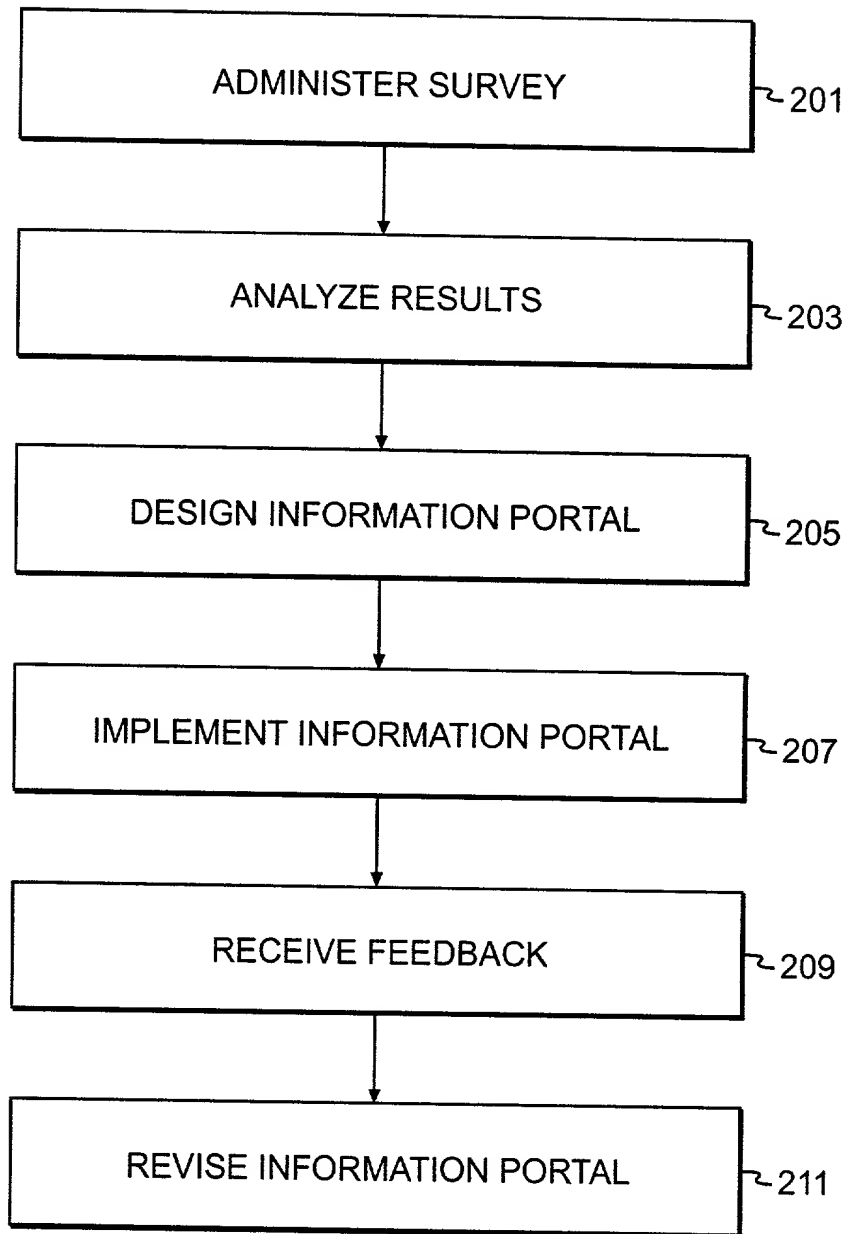 ADMINISTER SURVEY
201
ANALYZE RESULTS
203
DESIGN INFORMATION PORTAL
205
IMPLEMENT INFORMATION PORTAL
207
RECEIVE FEEDBACK
209
REVISE INFORMATION PORTAL
211